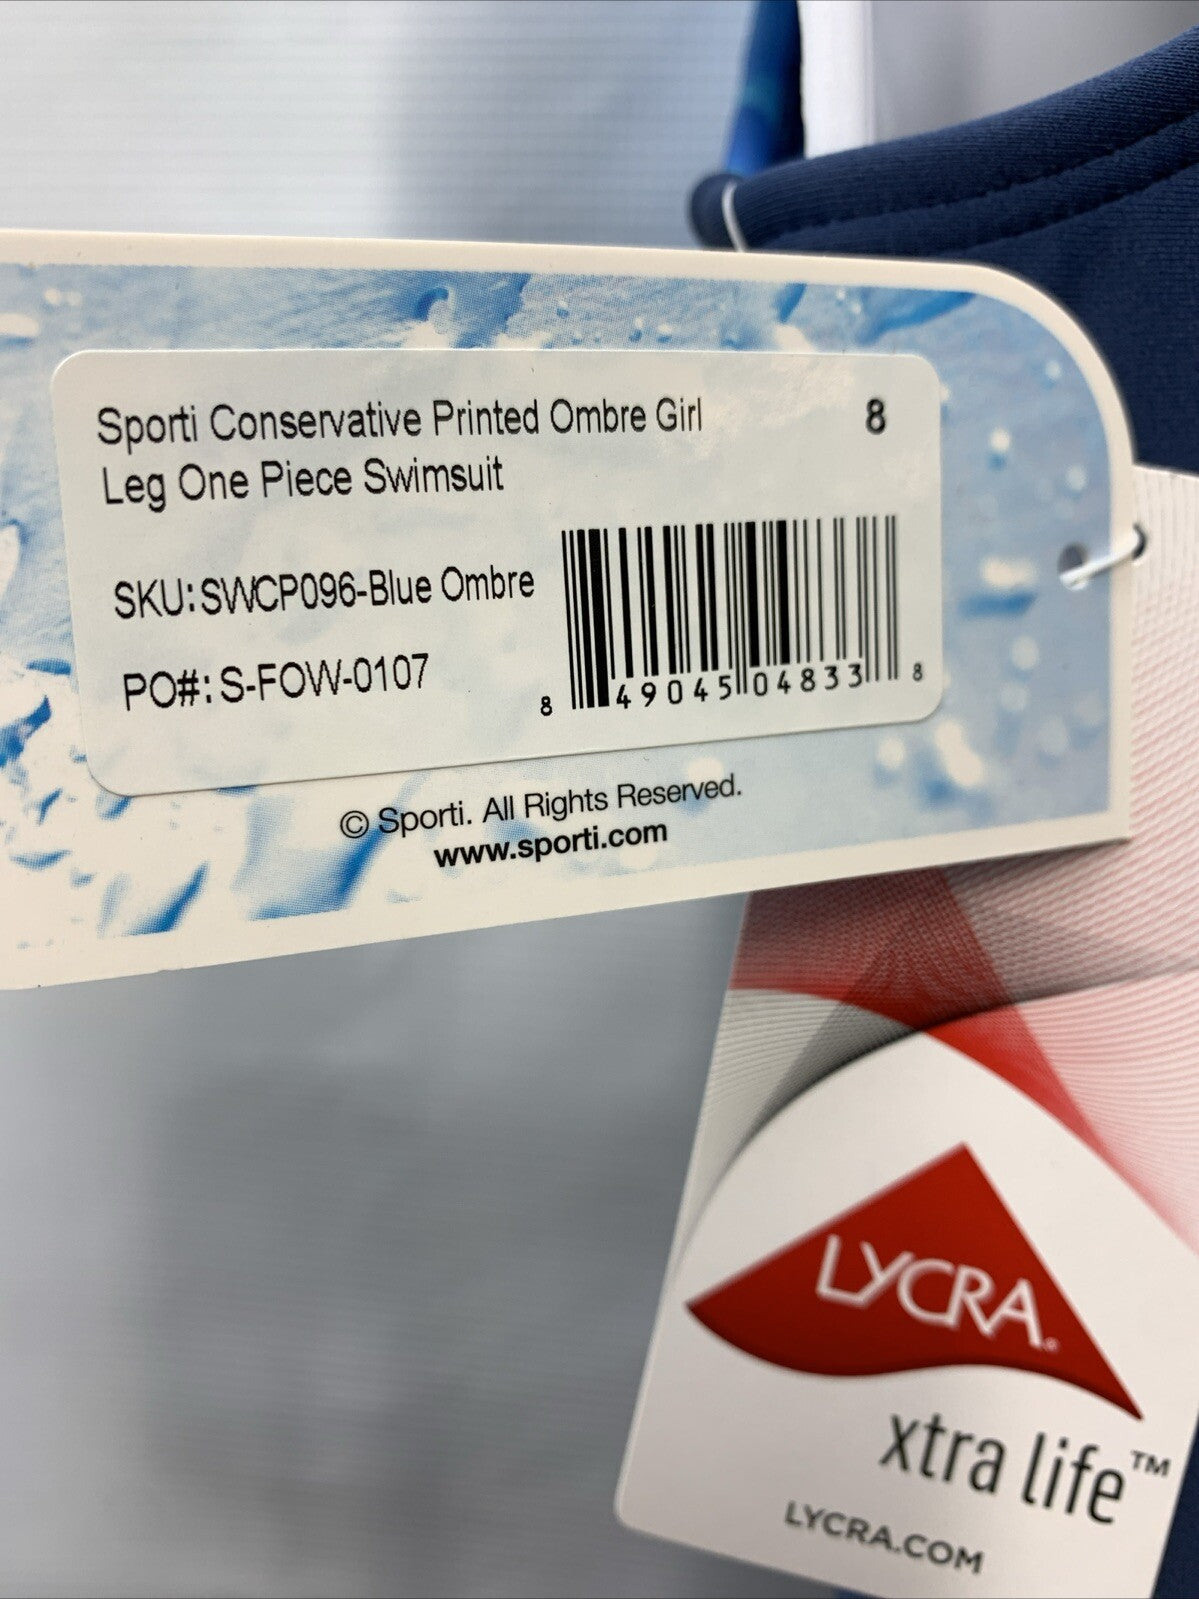 Sporti Conservative Printed Ombre Girl 8
Leg One Piece Swimsuit
SKU:SWCP096-Blue Ombre
PO#: S-FOW-0107
8 49045 04833 8
© Sporti. All Rights Reserved.
www.sporti.com
LYCRA®
xtra life™
LYCRA.COM